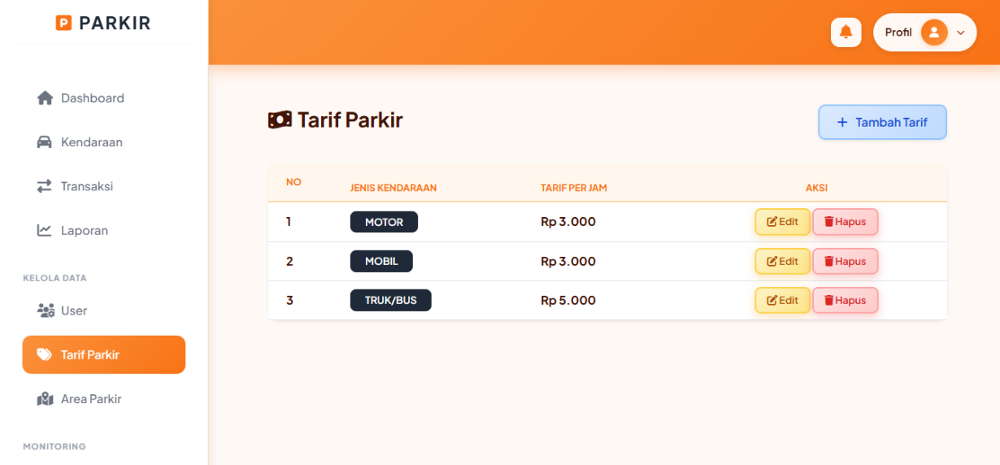 P PARKIR
Profil
Dashboard
Kendaraan
Transaksi
Laporan
KELOLA DATA
User
Tarif Parkir
Area Parkir
MONITORING
Tarif Parkir
+ Tambah Tarif
NO JENIS KENDARAAN TARIF PER JAM AKSI
1 MOTOR Rp 3.000 Edit Hapus
2 MOBIL Rp 3.000 Edit Hapus
3 TRUK/BUS Rp 5.000 Edit Hapus